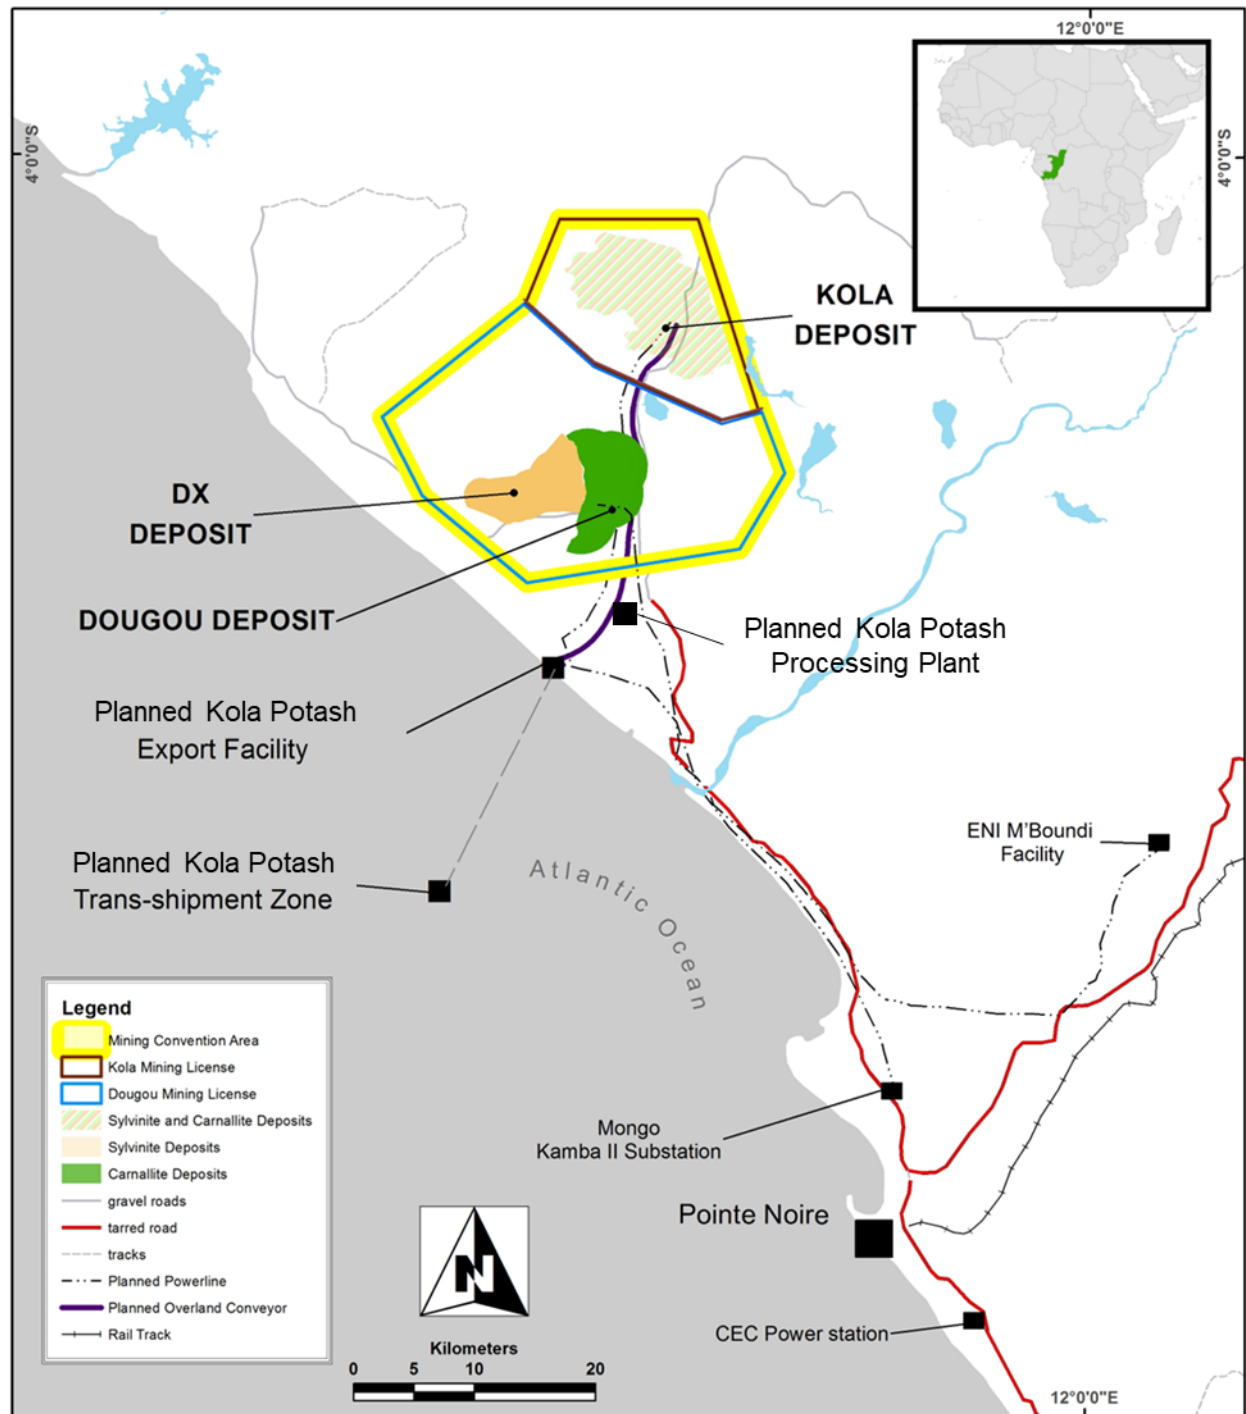 12°0'0"E
4°0'0"S
4°0'0"S
KOLA
DEPOSIT
DX
DEPOSIT
DOUGOU DEPOSIT
Planned Kola Potash
Processing Plant
Planned Kola Potash
Export Facility
ENI M'Boundi
Facility
Planned Kola Potash
Trans-shipment Zone
Atlantic Ocean
Legend
Mining Convention Area
Kola Mining License
Dougou Mining License
Sylvinite and Carnallite Deposits
Sylvinite Deposits
Carnallite Deposits
gravel roads
tarred road
tracks
Planned Powerline
Planned Overland Conveyor
Rail Track
Mongo
Kamba II Substation
Pointe Noire
N
CEC Power station
Kilometers
0 5 10 20
12°0'0"E